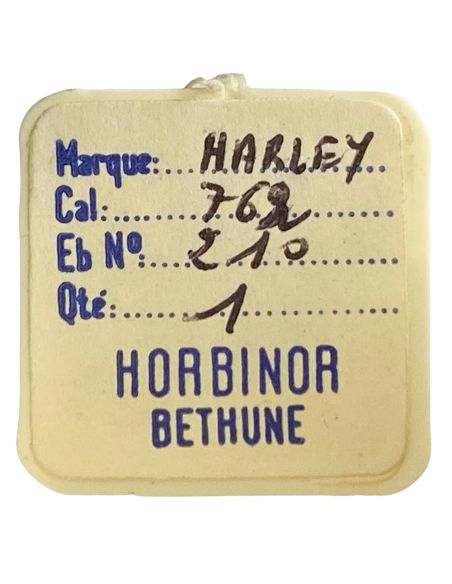 Marque: HARLEY
Cal: 762
Eb Nº: 210
Qté: 1
HORBINOR
BETHUNE